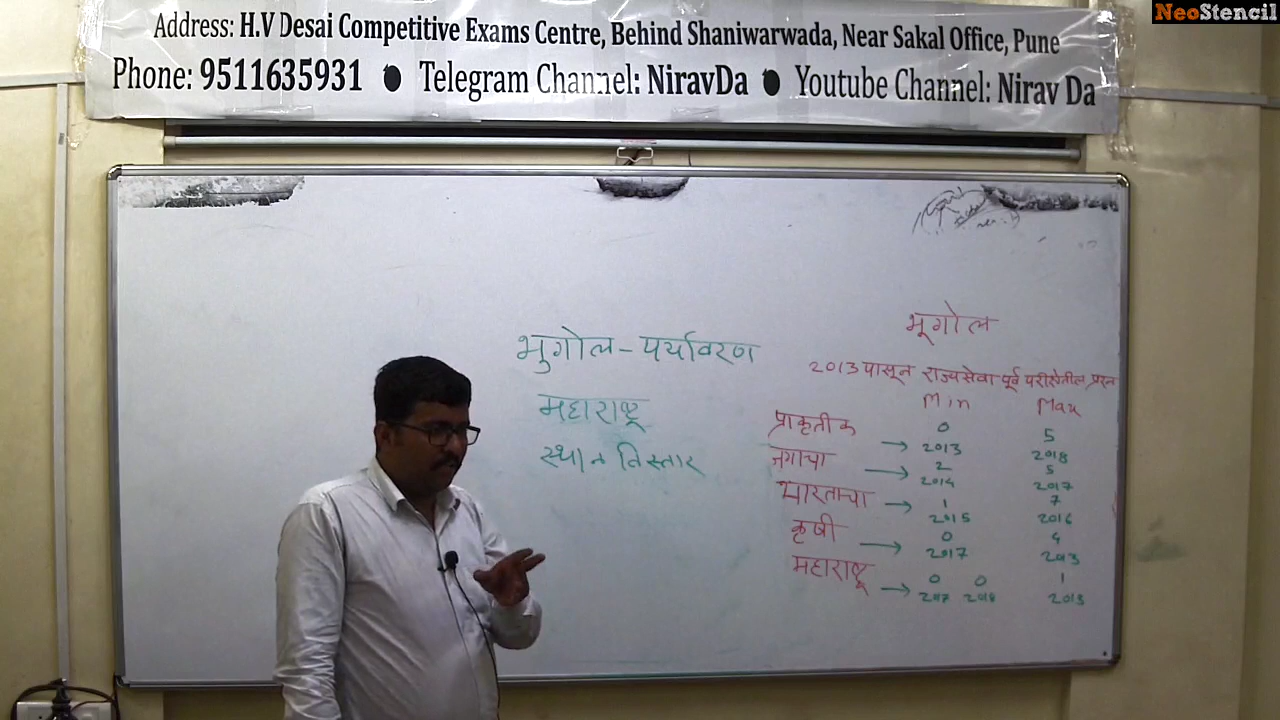 NeoStencil
Address: H.V Desai Competitive Exams Centre, Behind Shaniwarwada, Near Sakal Office, Pune
Phone: 9511635931 ● Telegram Channel: NiravDa ● Youtube Channel: Nirav Da
भुगोल - पर्यावरण
महाराष्ट्र
स्थान विस्तार
भूगोल
2013 पासून राज्यसेवा पूर्व परीक्षेतील प्रश्न
Min Max
प्राकृतीक → 0 5
2013 2018
जगाचा → 2 5
2014 2017
भारताचा → 1 7
2015 2016
कृषी → 0 4
2017 2013
महाराष्ट्र → 0 0 1
2017 2018 2013